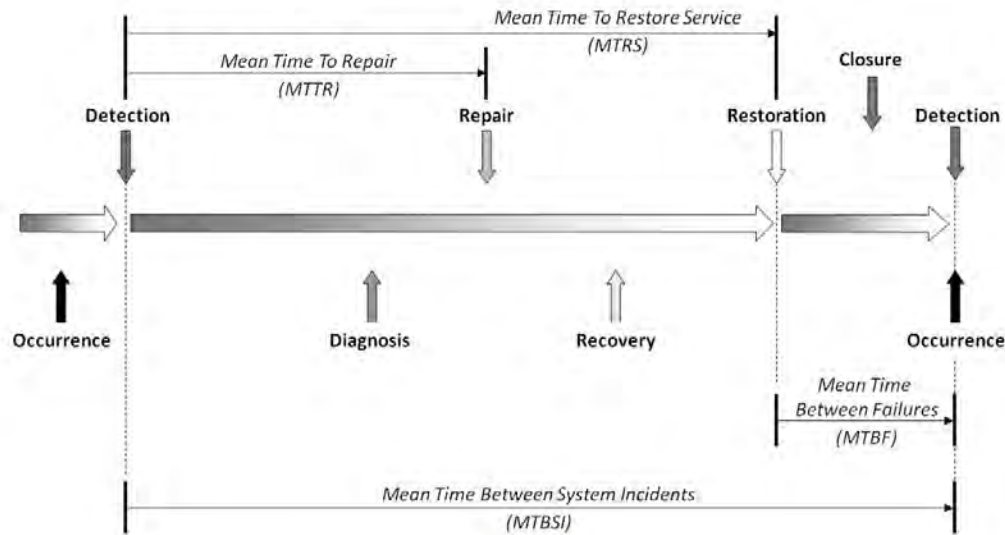 Mean Time To Restore Service
(MTRS)
Mean Time To Repair
(MTTR)
Closure
Detection
Repair
Restoration
Detection
Occurrence
Diagnosis
Recovery
Occurrence
Mean Time
Between Failures
(MTBF)
Mean Time Between System Incidents
(MTBSI)